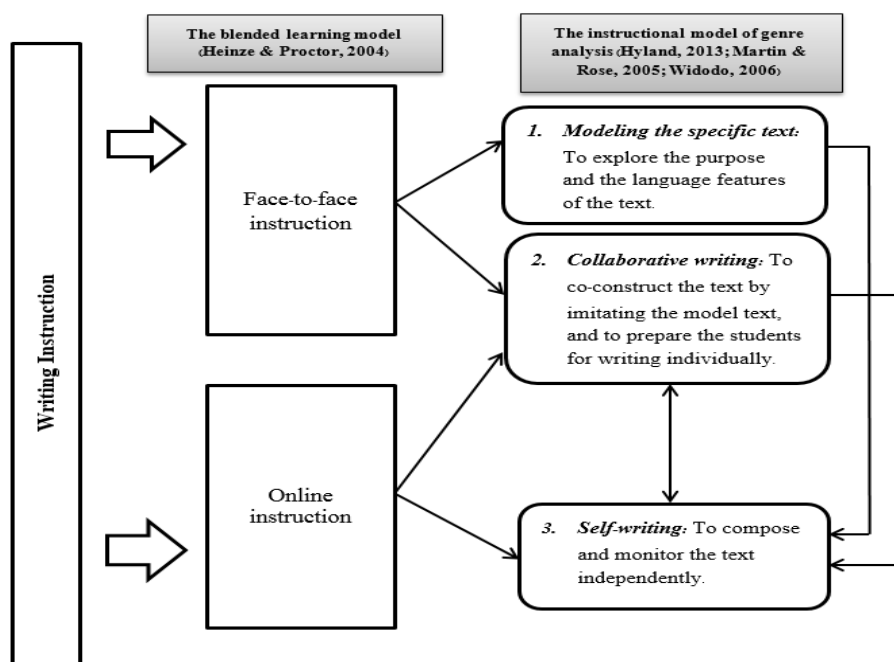 The blended learning model
(Heinze & Proctor, 2004)
The instructional model of genre
analysis (Hyland, 2013; Martin &
Rose, 2005; Widodo, 2006)
Writing Instruction
Face-to-face
instruction
1. Modeling the specific text:
To explore the purpose
and the language features
of the text.
2. Collaborative writing: To
co-construct the text by
imitating the model text,
and to prepare the students
for writing individually.
Online
instruction
3. Self-writing: To compose
and monitor the text
independently.